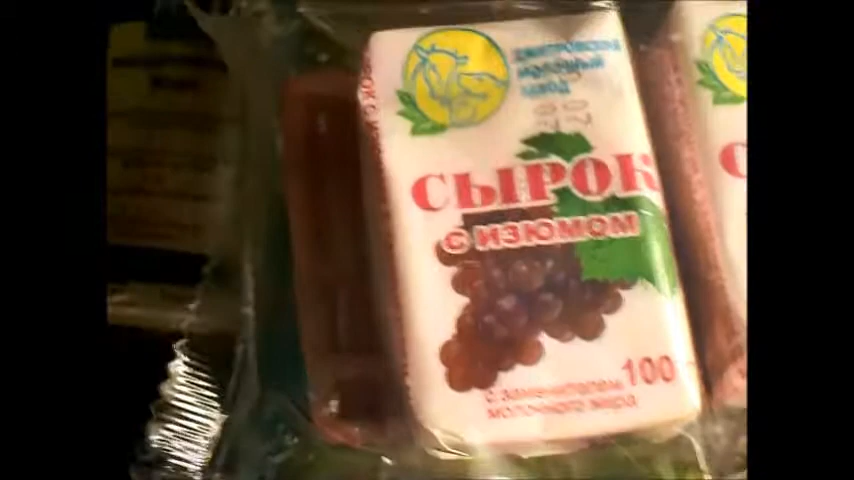 ДМИТРОВСКИЙ
МОЛОЧНЫЙ
ЗАВОД
СЫРОК
с изюмом
100
с заменителем
молочного жира